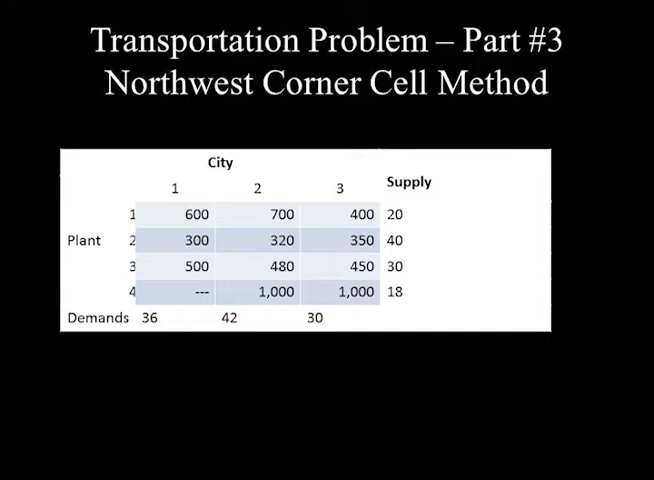 Transportation Problem – Part #3
Northwest Corner Cell Method
City
1 2 3 Supply
1 600 700 400 20
Plant 2 300 320 350 40
3 500 480 450 30
4 --- 1,000 1,000 18
Demands 36 42 30